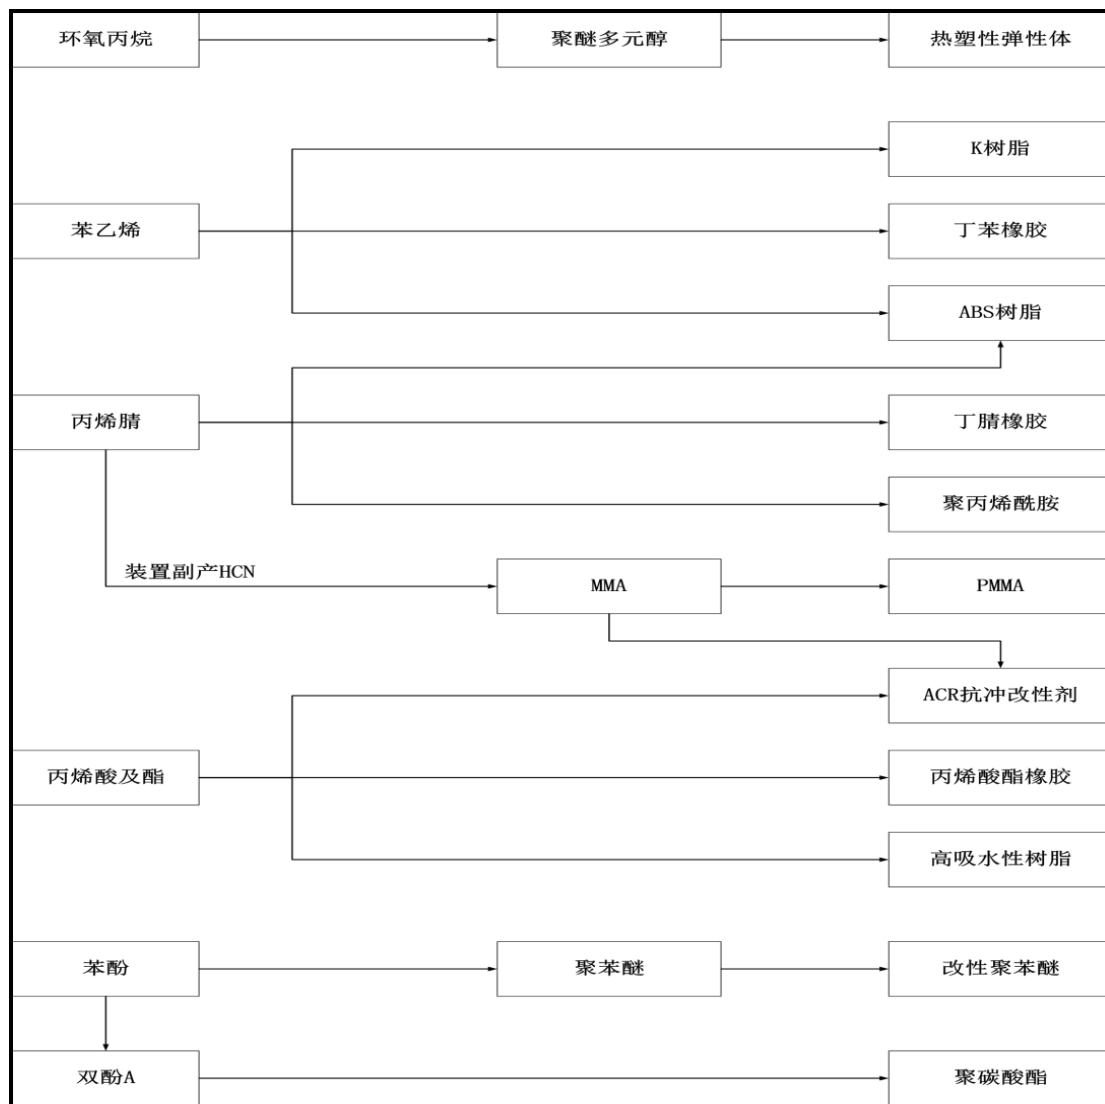 环氧丙烷
聚醚多元醇
热塑性弹性体
K树脂
苯乙烯
丁苯橡胶
ABS树脂
丙烯腈
丁腈橡胶
聚丙烯酰胺
装置副产HCN
MMA
PMMA
ACR抗冲改性剂
丙烯酸及酯
丙烯酸酯橡胶
高吸水性树脂
苯酚
聚苯醚
改性聚苯醚
双酚A
聚碳酸酯